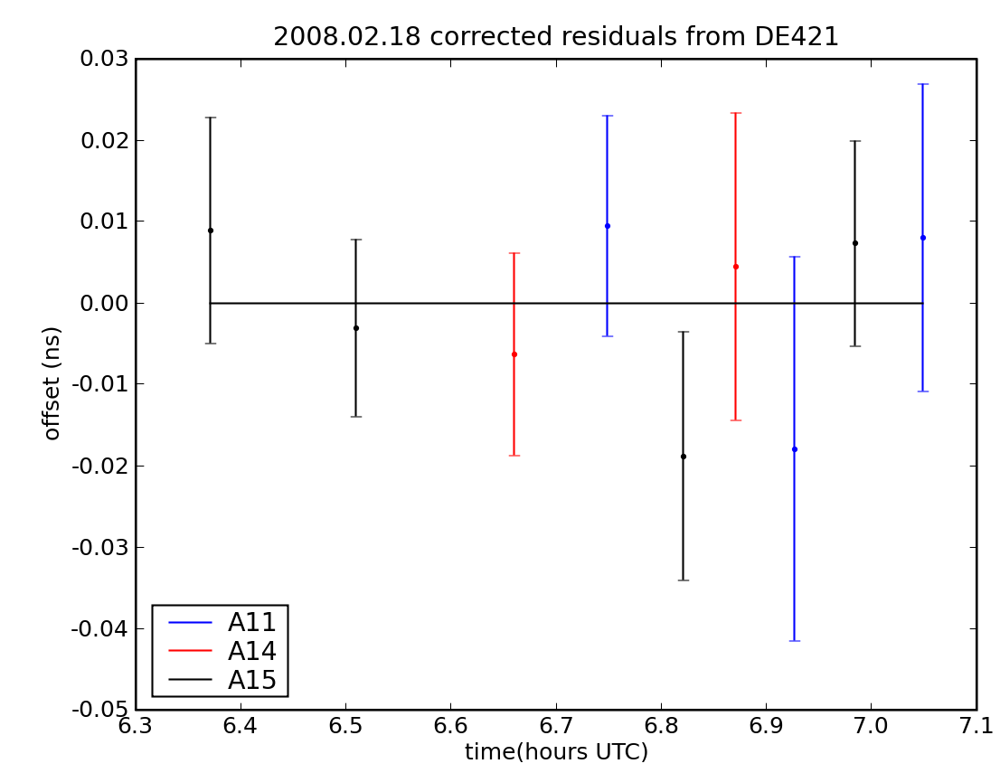 2008.02.18 corrected residuals from DE421
0.03
0.02
0.01
0.00
-0.01
-0.02
-0.03
-0.04
-0.05
offset (ns)
A11
A14
A15
6.3 6.4 6.5 6.6 6.7 6.8 6.9 7.0 7.1
time(hours UTC)